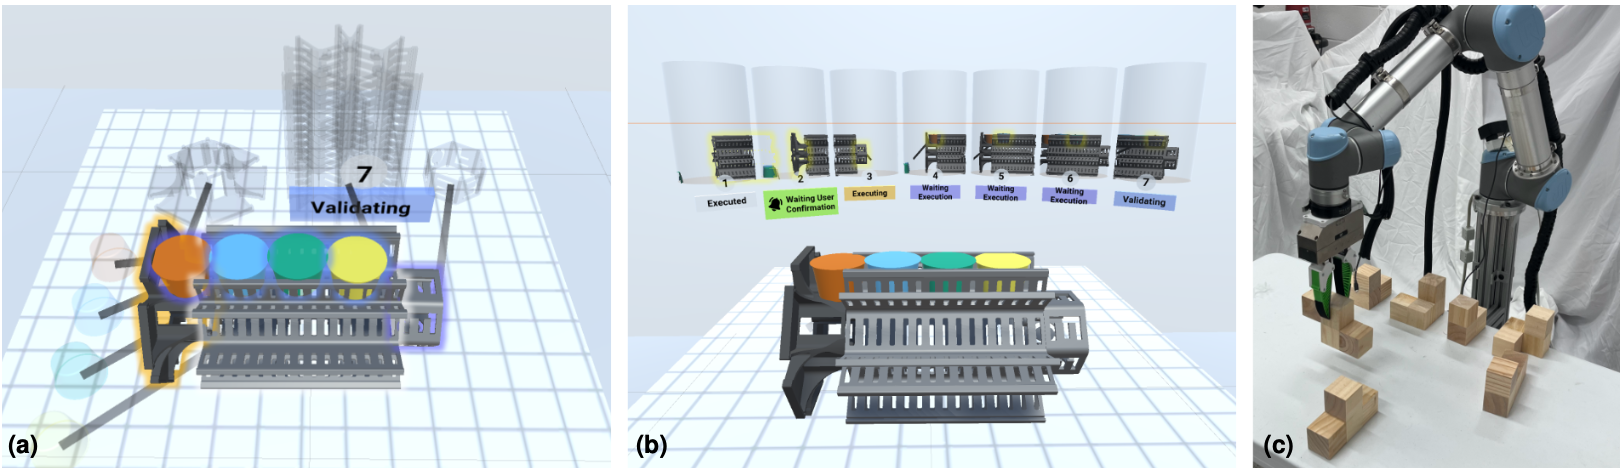 7
Validating
(a)
1
2
3
4
5
6
7
Executed
Waiting User
Confirmation
Executing
Waiting
Execution
Waiting
Execution
Waiting
Execution
Validating
(b)
(c)